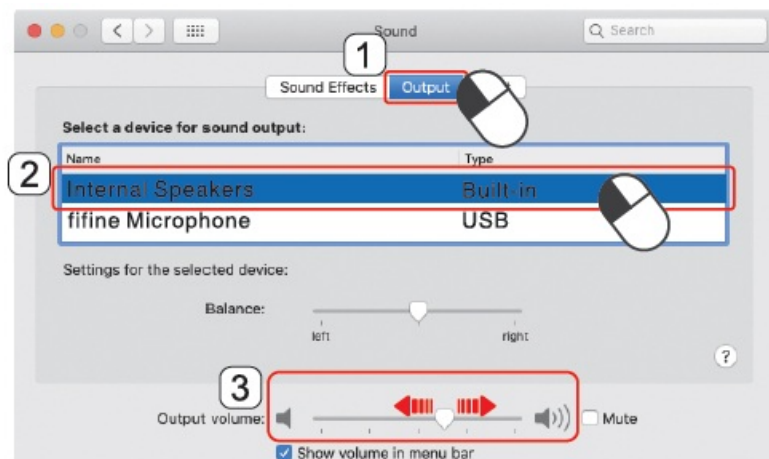 Sound
Search
1
Sound Effects
Output
Select a device for sound output:
Name Type
2
Internal Speakers Built-in
fifine Microphone USB
Settings for the selected device:
Balance:
left right
?
3
Output volume:
Mute
Show volume in menu bar